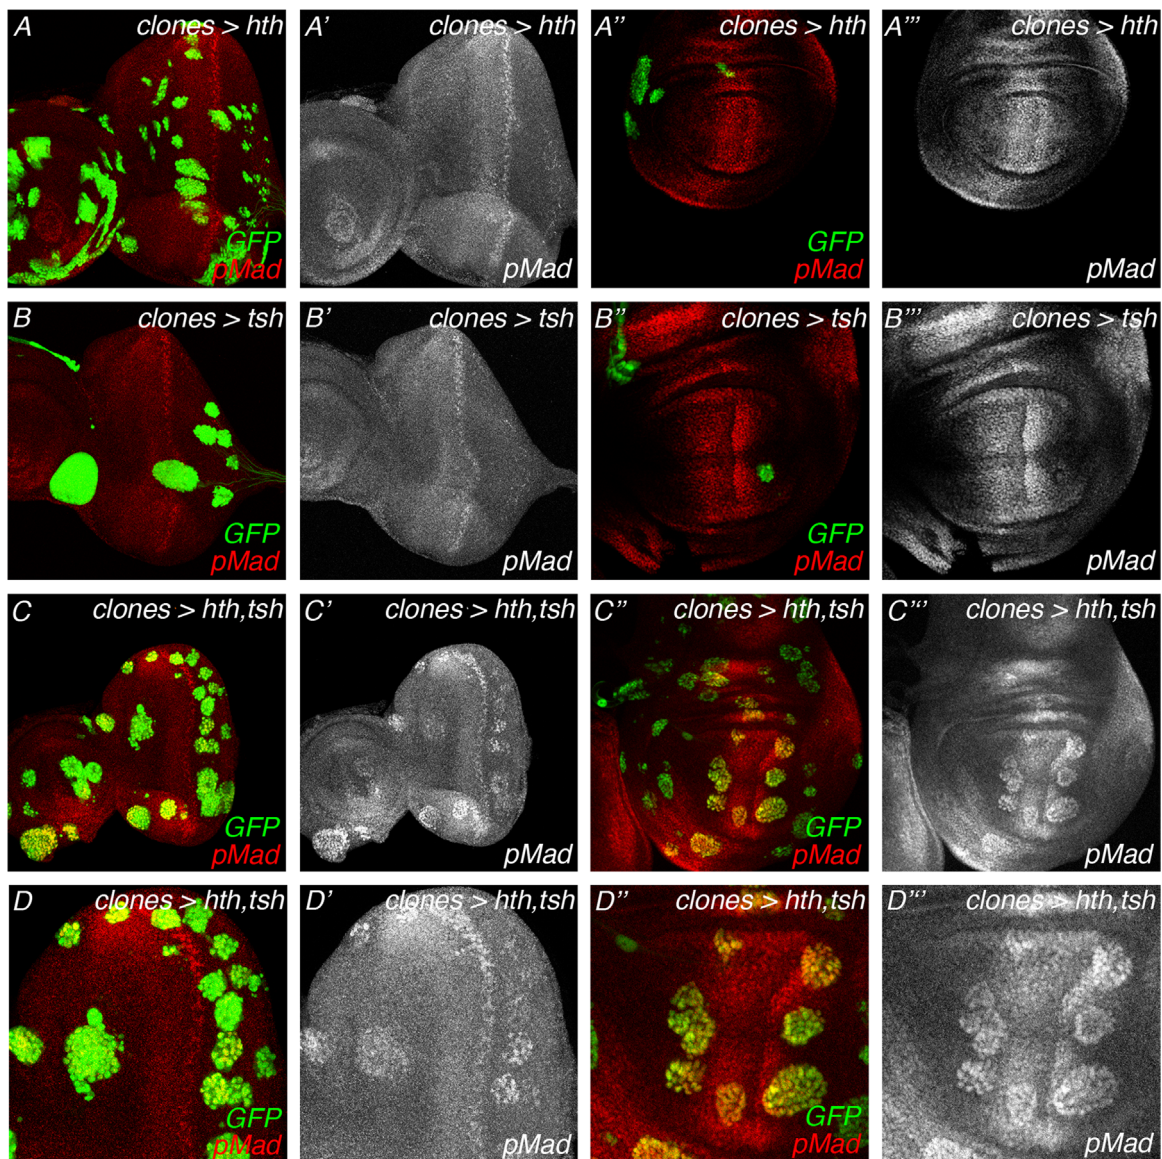 A clones > hth
GFP
pMad
A’ clones > hth
pMad
A’’ clones > hth
GFP
pMad
A’’’ clones > hth
pMad
B clones > tsh
GFP
pMad
B’ clones > tsh
pMad
B’’ clones > tsh
GFP
pMad
B’’’ clones > tsh
pMad
C clones > hth,tsh
GFP
pMad
C’ clones > hth,tsh
pMad
C’’ clones > hth,tsh
GFP
pMad
C’’’ clones > hth,tsh
pMad
D clones > hth,tsh
GFP
pMad
D’ clones > hth,tsh
pMad
D’’ clones > hth,tsh
GFP
pMad
D’’’ clones > hth,tsh
pMad